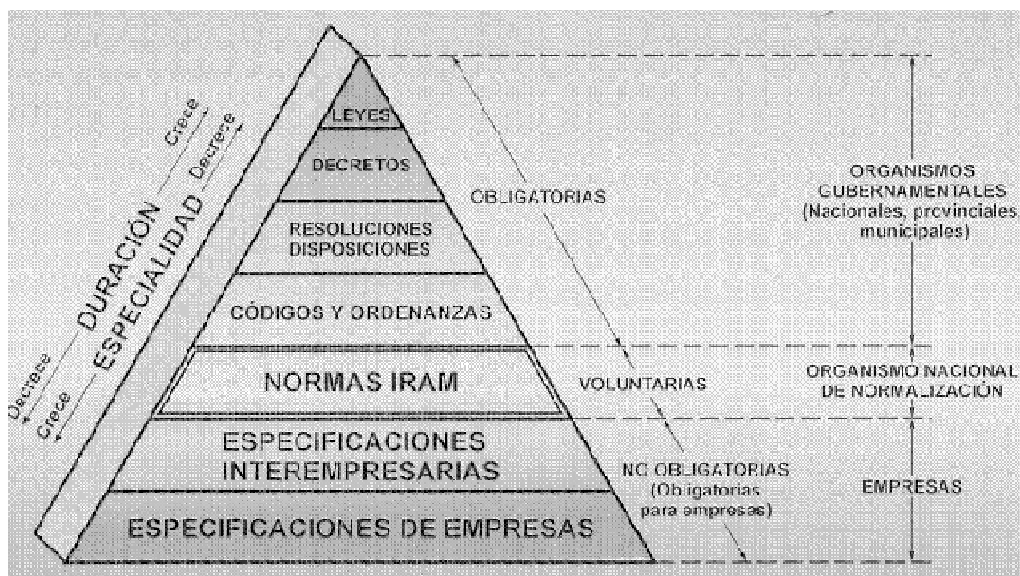 Crece
Decrece
DURACIÓN
ESPECIALIDAD
Decrece
Crece
LEYES
DECRETOS
RESOLUCIONES
DISPOSICIONES
CÓDIGOS Y ORDENANZAS
NORMAS IRAM
ESPECIFICACIONES
INTEREMPRESARIAS
ESPECIFICACIONES DE EMPRESAS
OBLIGATORIAS
VOLUNTARIAS
NO OBLIGATORIAS
(Obligatorias
para empresas)
ORGANISMOS
GUBERNAMENTALES
(Nacionales, provinciales,
municipales)
ORGANISMO NACIONAL
DE NORMALIZACIÓN
EMPRESAS